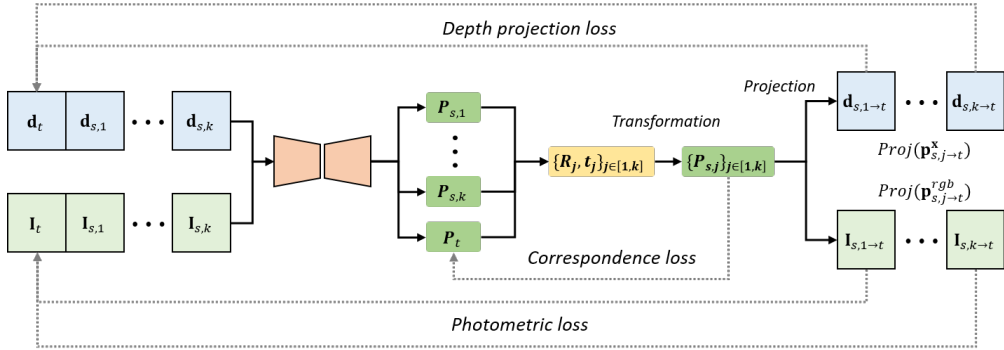 Depth projection loss
d_t d_{s,1} ••• d_{s,k}
P_{s,1}
Projection
d_{s,1→t} ••• d_{s,k→t}
Transformation
{R_j, t_j}_{j∈[1,k]} {P_{s,j}}_{j∈[1,k]}
Proj(p^x_{s,j→t})
P_{s,k}
Proj(p^{rgb}_{s,j→t})
I_t I_{s,1} ••• I_{s,k}
P_t
I_{s,1→t} ••• I_{s,k→t}
Correspondence loss
Photometric loss